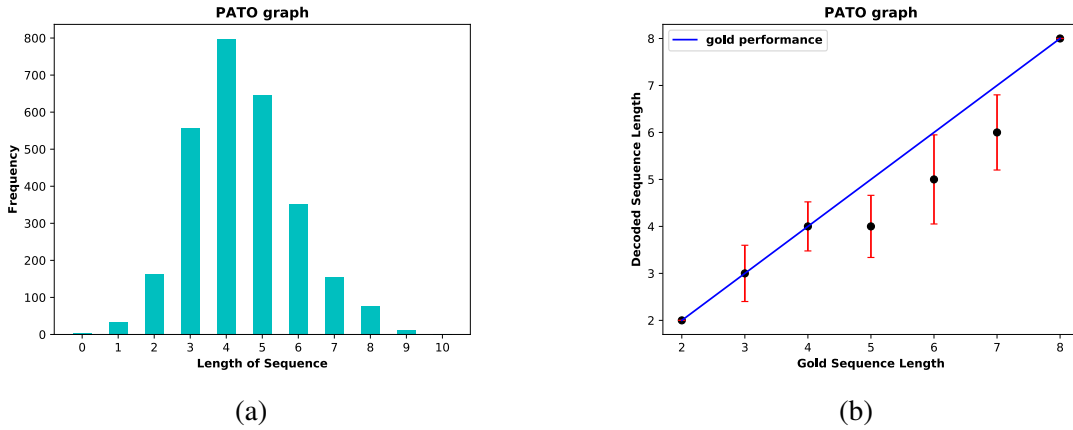 PATO graph
800
700
600
500
400
300
200
100
0
Frequency
0 1 2 3 4 5 6 7 8 9 10
Length of Sequence
(a)
PATO graph
gold performance
8
7
6
5
4
3
2
Decoded Sequence Length
2 3 4 5 6 7 8
Gold Sequence Length
(b)